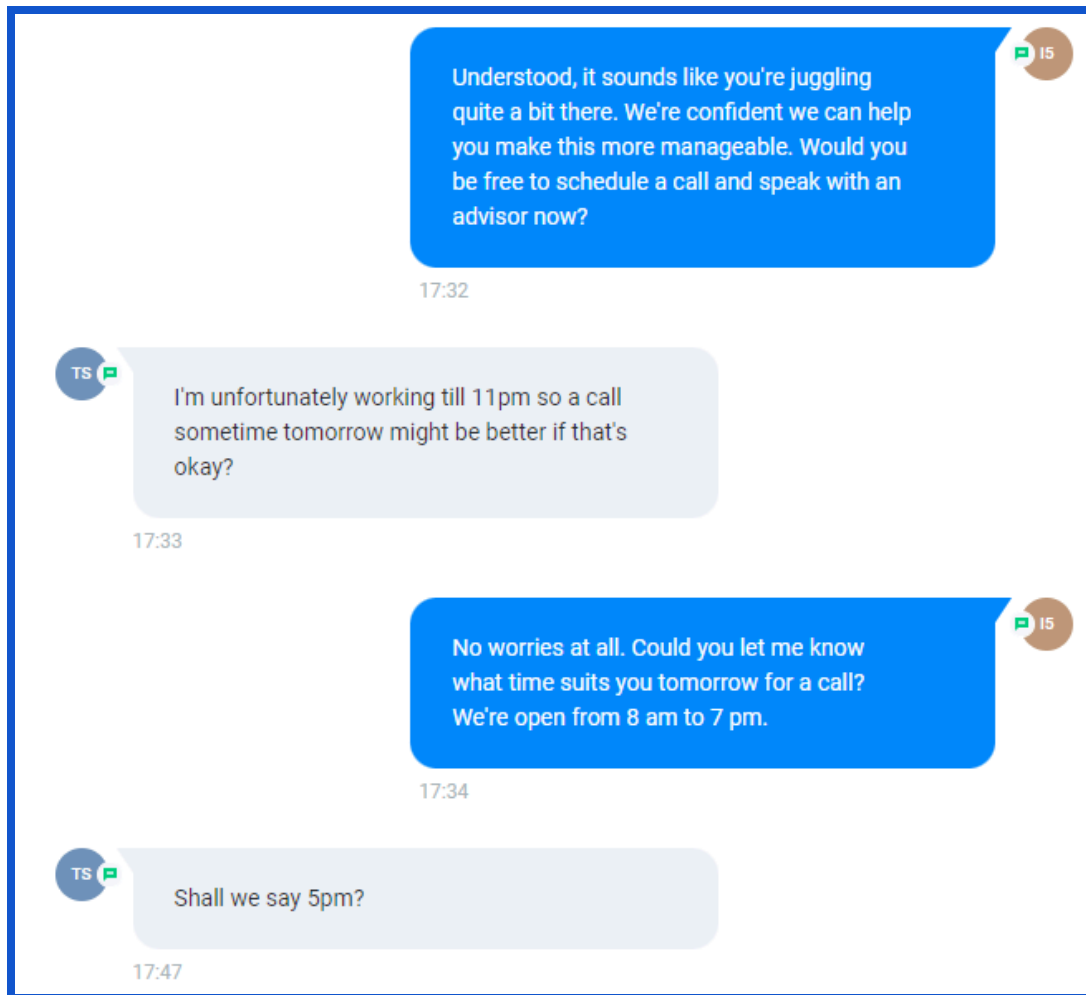 I5
Understood, it sounds like you're juggling
quite a bit there. We're confident we can help
you make this more manageable. Would you
be free to schedule a call and speak with an
advisor now?
17:32
TS
I'm unfortunately working till 11pm so a call
sometime tomorrow might be better if that's
okay?
17:33
I5
No worries at all. Could you let me know
what time suits you tomorrow for a call?
We're open from 8 am to 7 pm.
17:34
TS
Shall we say 5pm?
17:47